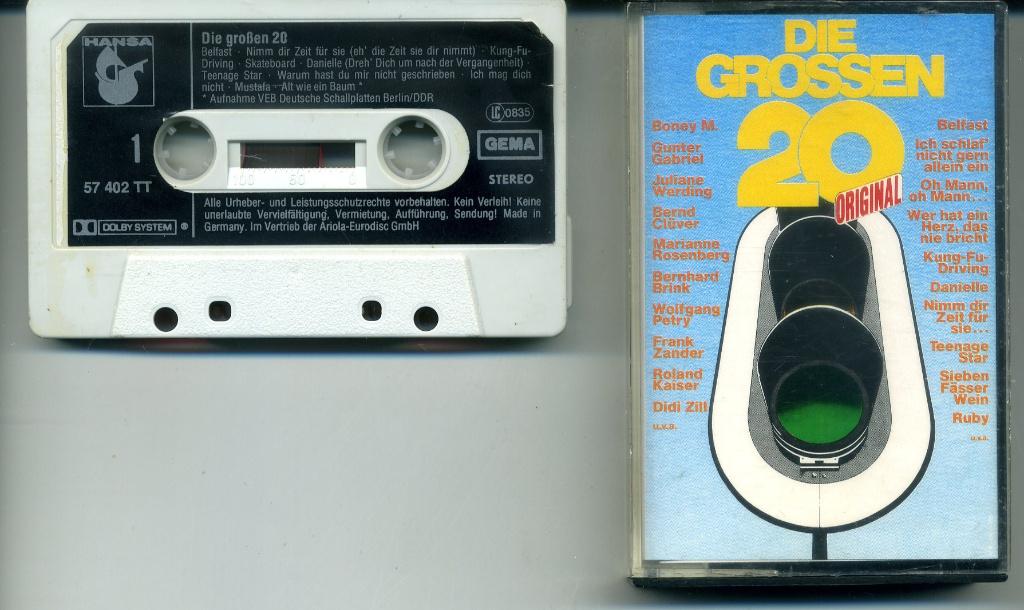 HANSA
Die großen 20
Belfast · Nimm dir Zeit für sie (eh' die Zeit sie dir nimmt) · Kung-Fu-
Driving · Skateboard · Danielle (Dreh' Dich um nach der Vergangenheit)
Teenage Star · Warum hast du mir nicht geschrieben · Ich mag dich
nicht · Mustafa · Alt wie ein Baum *
* Aufnahme VEB Deutsche Schallplatten Berlin/DDR
LC 0835
1
GEMA
100 50 0
57 402 TT
STEREO
DOLBY SYSTEM ®
Alle Urheber- und Leistungsschutzrechte vorbehalten. Kein Verleih! Keine
unerlaubte Vervielfältigung, Vermietung, Aufführung, Sendung! Made in
Germany. Im Vertrieb der Ariola-Eurodisc GmbH
DIE
GROSSEN
20
ORIGINAL
Boney M.
Gunter
Gabriel
Juliane
Werding
Bernd
Clüver
Marianne
Rosenberg
Bernhard
Brink
Wolfgang
Petry
Frank
Zander
Roland
Kaiser
Didi Zill
u.v.a.
Belfast
Ich schlaf'
nicht gern
allein ein
Oh Mann,
oh Mann...
Wer hat ein
Herz, das
nie bricht
Kung-Fu-
Driving
Danielle
Nimm dir
Zeit für
sie...
Teenage
Star
Sieben
Fässer
Wein
Ruby
u.v.a.